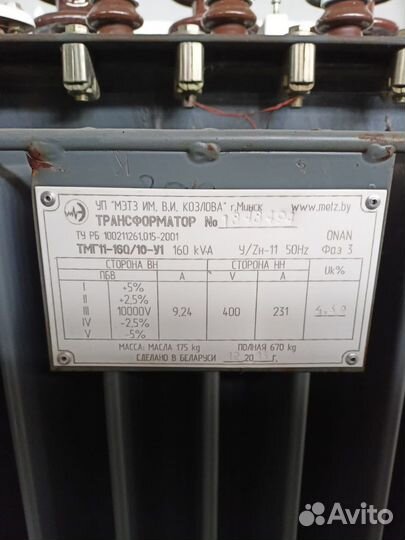 УП "МЭТЗ ИМ. В.И. КОЗЛОВА" г.Минск www.metz.by
ТРАНСФОРМАТОР №
ТУ РБ 100211261.015-2001 ONAN
ТМГ11-160/10-У1 160 kVA У/Zн-11 50Hz Фаз 3
СТОРОНА ВН СТОРОНА НН Uk%
ПБВ А V А
I +5%
II +2,5%
III 10000V 9,24 400 231 4,50
IV -2,5%
V -5%
МАССА: МАСЛА 175 kg ПОЛНАЯ 670 kg
СДЕЛАНО В БЕЛАРУСИ 20 г.
Avito